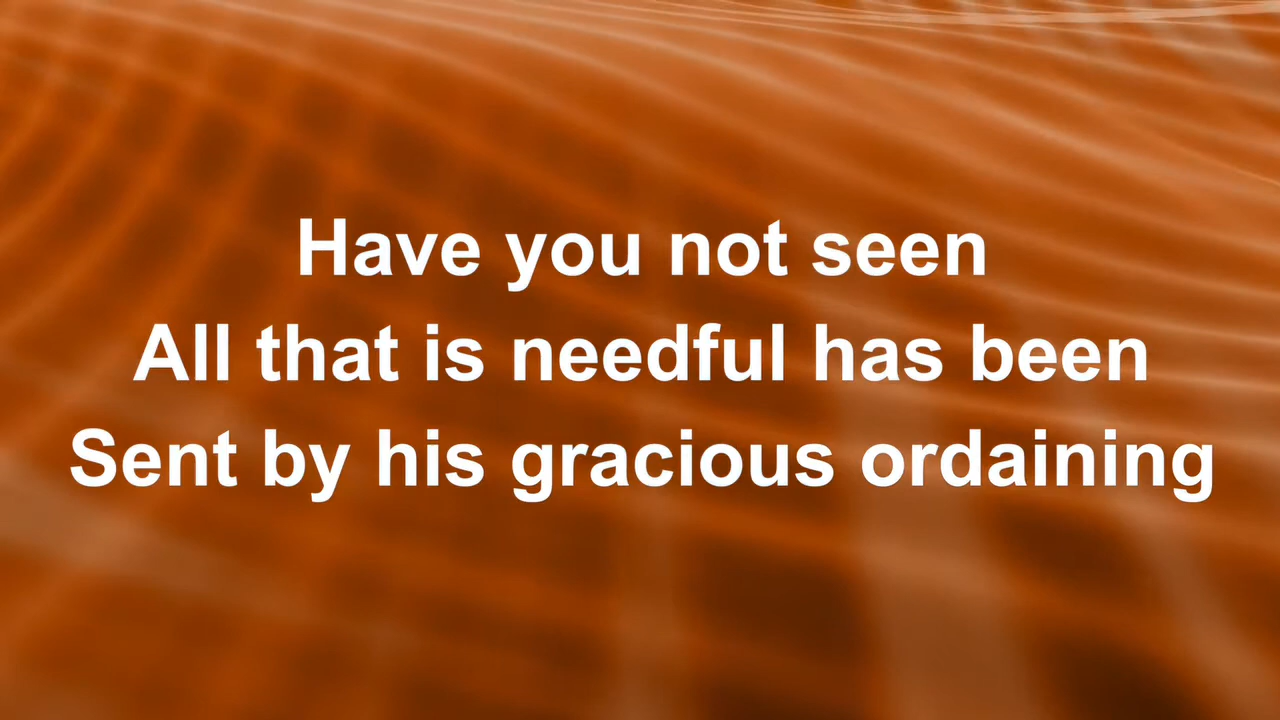 Have you not seen
All that is needful has been
Sent by his gracious ordaining